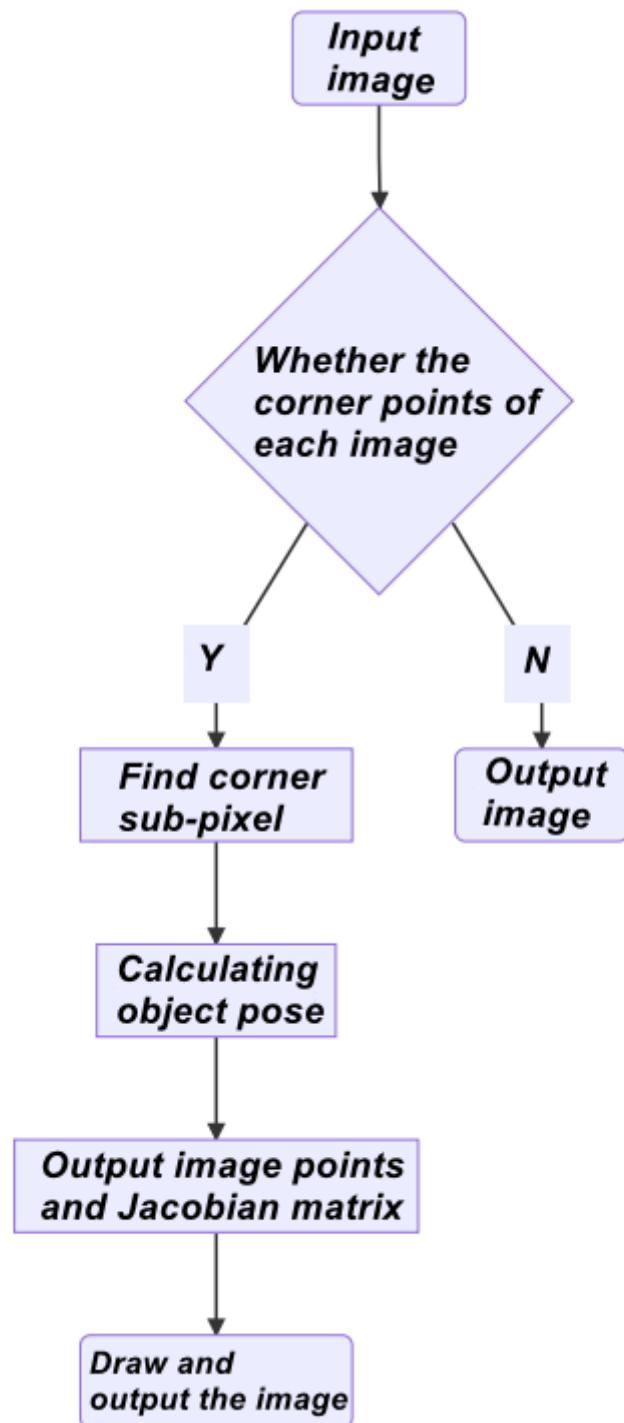 Input
image
Whether the
corner points of
each image
Y
N
Find corner
sub-pixel
Output
image
Calculating
object pose
Output image points
and Jacobian matrix
Draw and
output the image